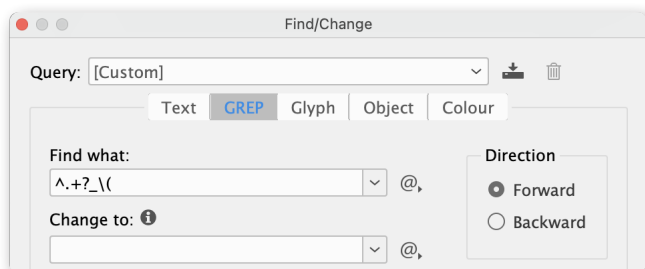 Find/Change
Query: [Custom]
Text GREP Glyph Object Colour
Find what:
^.+?_\(
Change to:
@
@
Direction
Forward
Backward